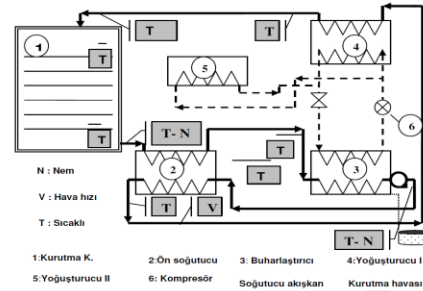 T
T
4
1
T
5
T
6
T- N
T
N : Nem
2
T
3
V : Hava hızı
T
V
T : Sıcaklı
T- N
1:Kurutma K. 2:Ön soğutucu 3: Buharlaştırıcı 4:Yoğuşturucu I
5:Yoğuşturucu II 6: Kompresör Soğutucu akışkan Kurutma havası